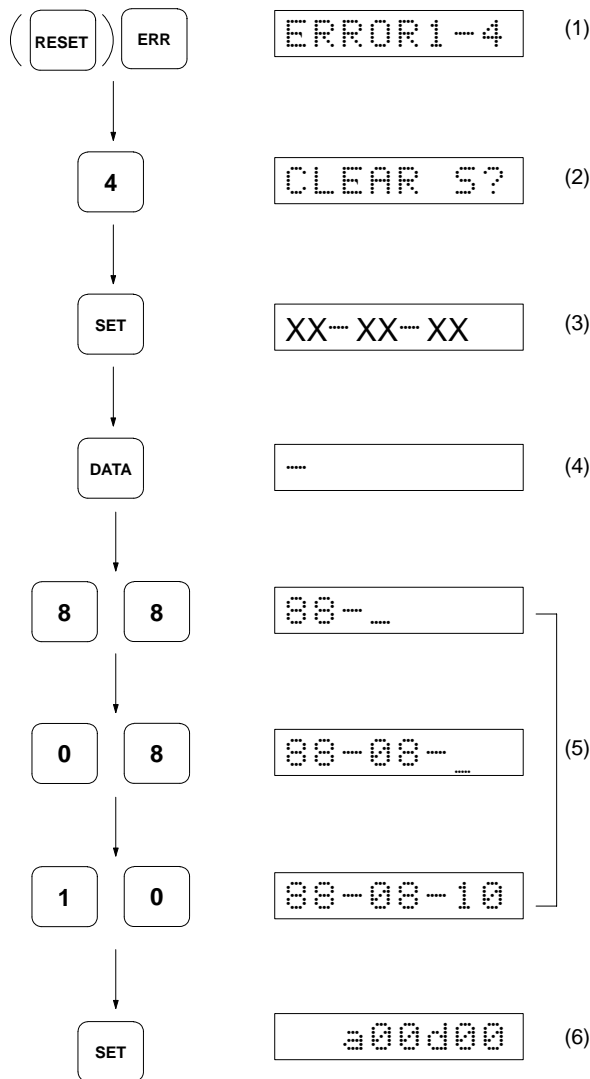 (RESET) ERR ERROR1-4 (1)
4 CLEAR S? (2)
SET XX-XX-XX (3)
DATA - (4)
8 8 88-_
0 8 88-08-_ (5)
1 0 88-08-10
SET a00d00 (6)